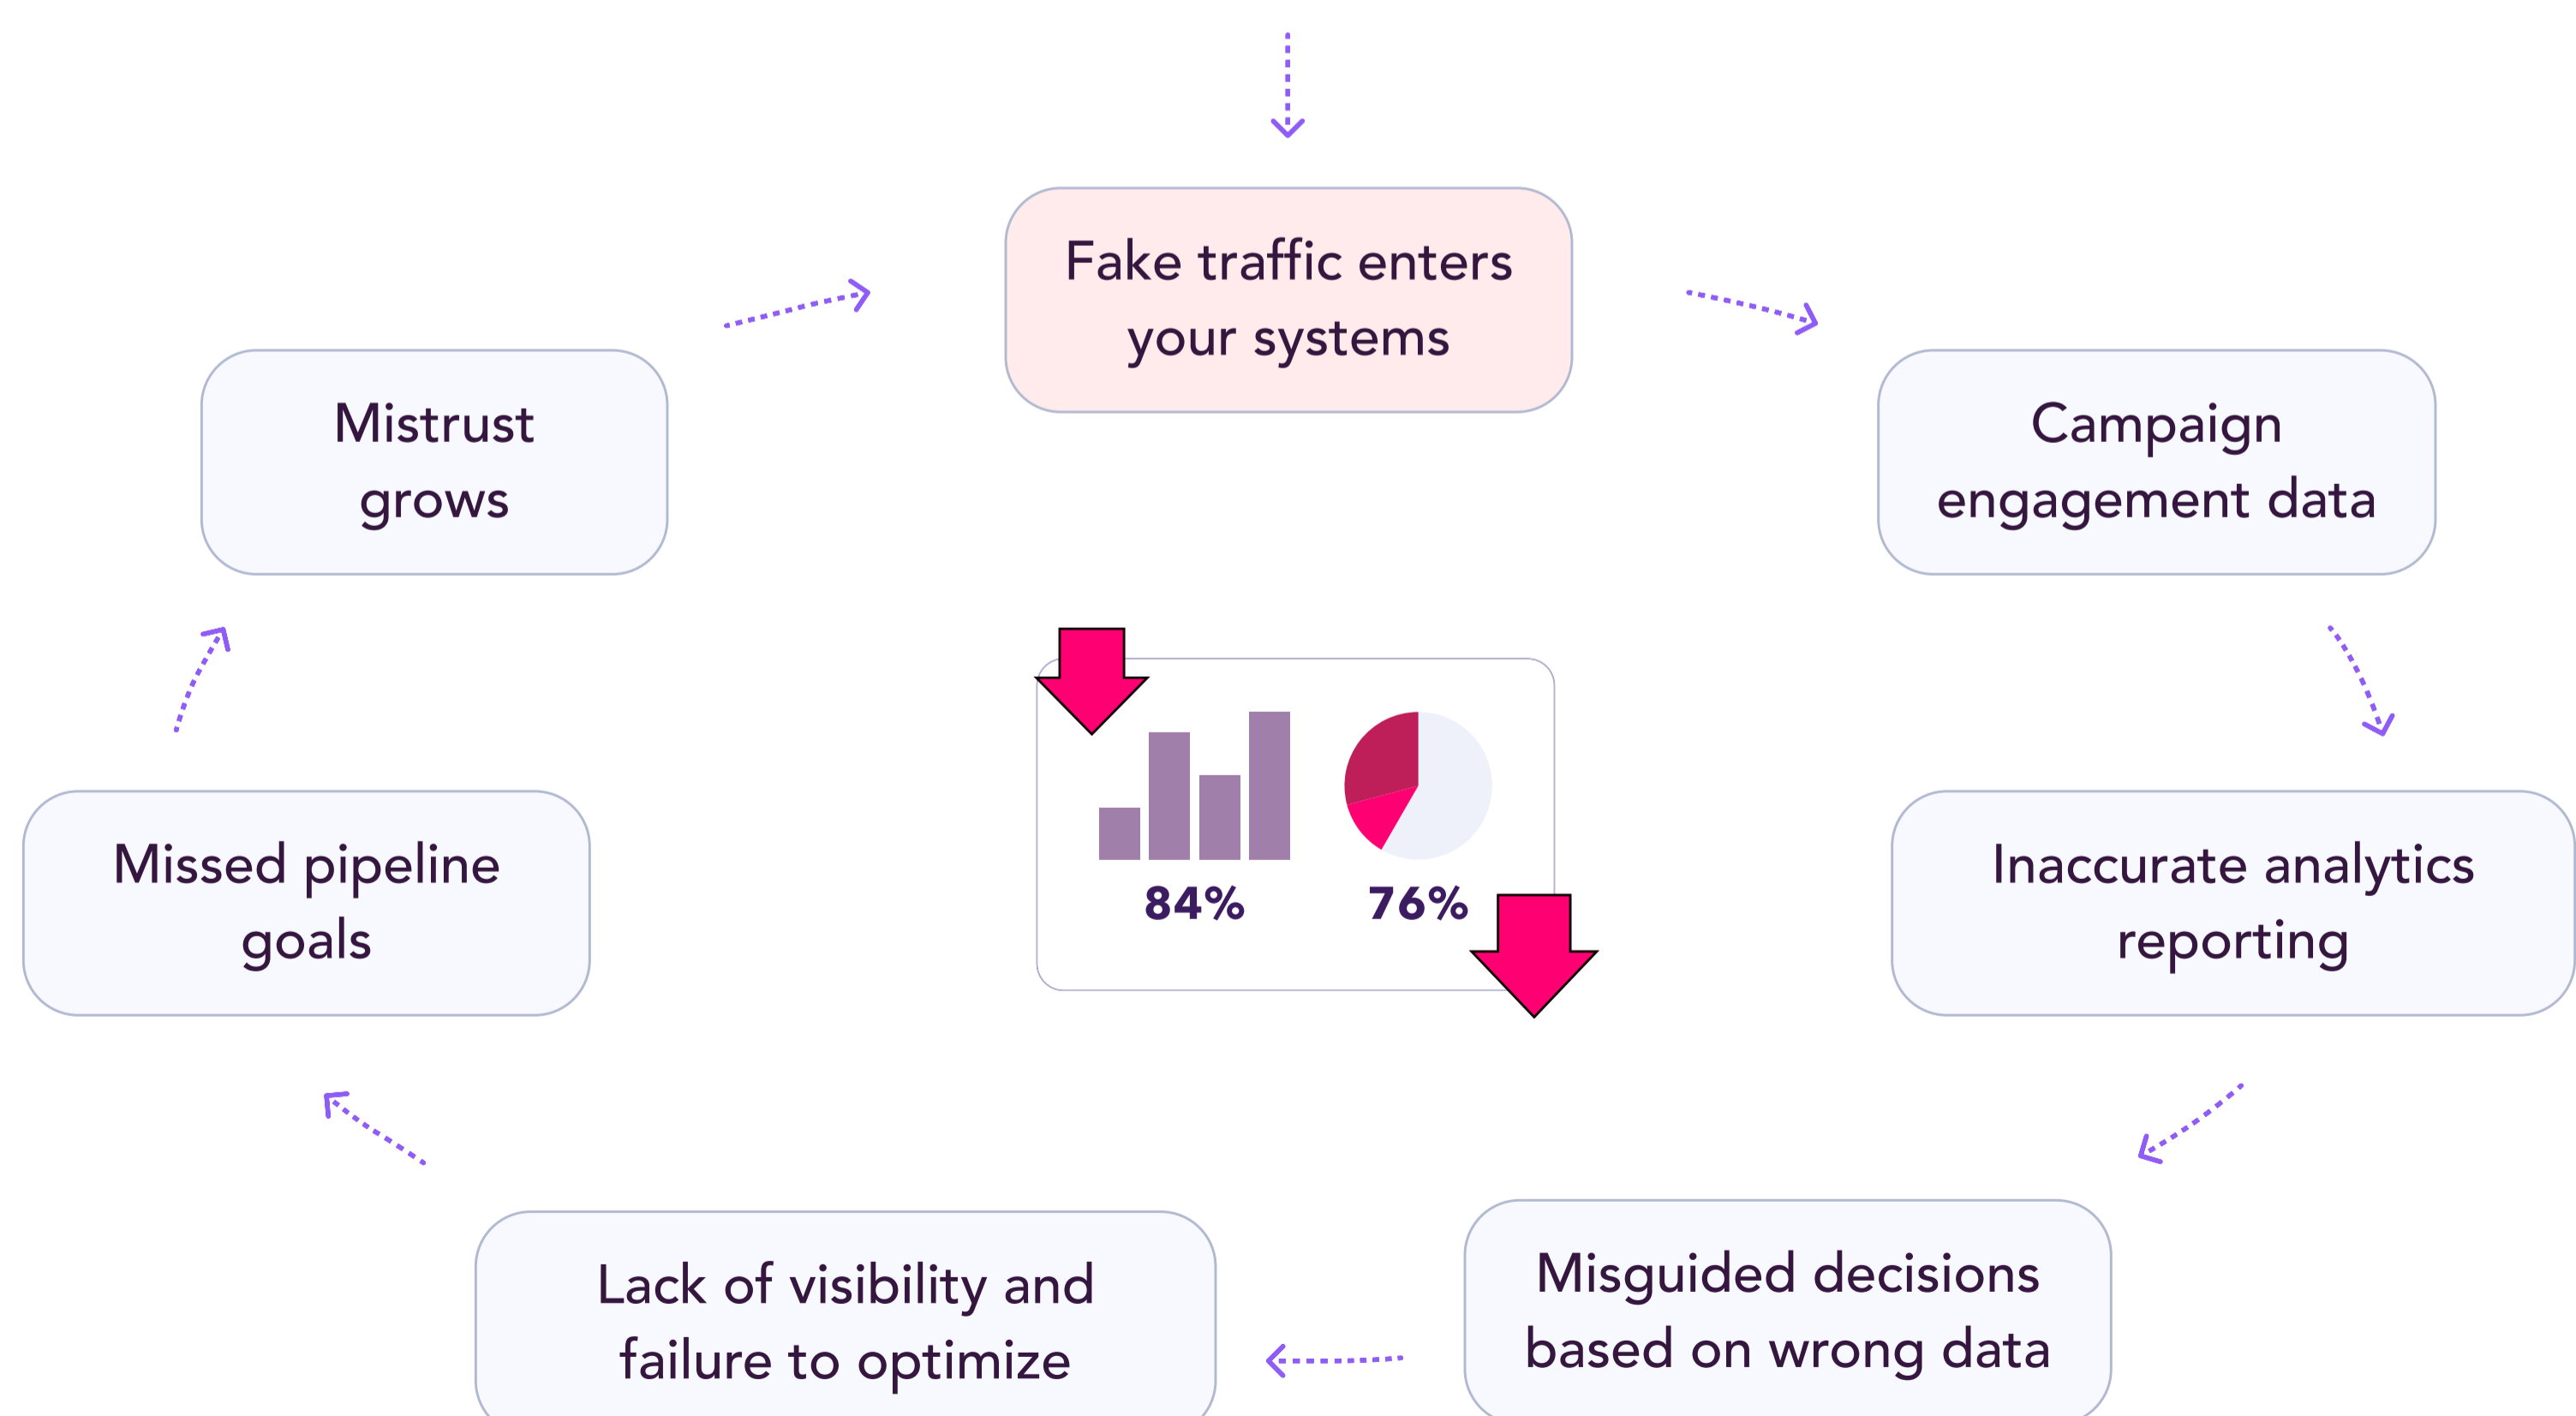 Fake traffic enters
your systems
Mistrust
grows
Campaign
engagement data
Missed pipeline
goals
84%
76%
Inaccurate analytics
reporting
Lack of visibility and
failure to optimize
Misguided decisions
based on wrong data